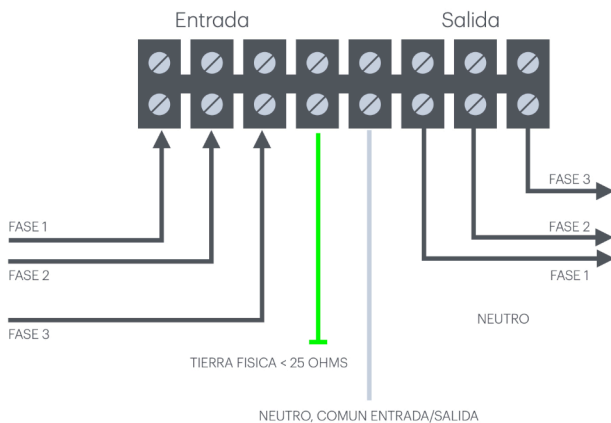 Entrada
Salida
FASE 1
FASE 2
FASE 3
FASE 3
FASE 2
FASE 1
NEUTRO
TIERRA FISICA < 25 OHMS
NEUTRO, COMUN ENTRADA/SALIDA